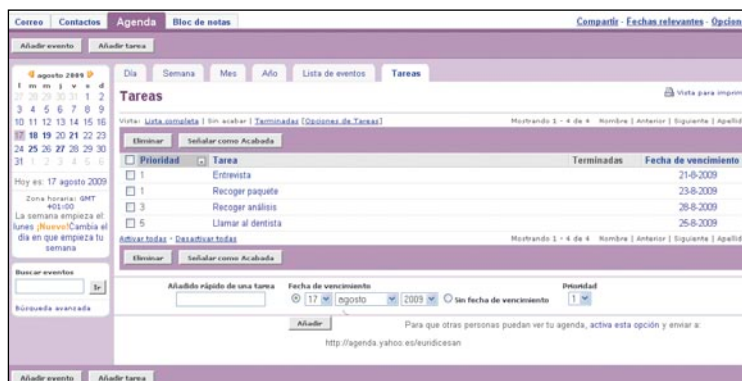 Correo Contactos Agenda Bloc de notas Compartir - Fechas relevantes - Opcion
Añadir evento Añadir tarea
agosto 2009
l m m j v s d
27 28 29 30 31 1 2
3 4 5 6 7 8 9
10 11 12 13 14 15 16
17 18 19 20 21 22 23
24 25 26 27 28 29 30
31 1 2 3 4 5 6
Hoy es: 17 agosto 2009
Zona horaria: GMT
+01:00
La semana empieza el:
lunes ¡Nuevo!Cambia el
día en que empieza tu
semana
Buscar eventos
Ir
Búsqueda avanzada
Día Semana Mes Año Lista de eventos Tareas
Tareas Vista para imprim
Vista: Lista completa | Sin acabar | Terminadas [Opciones de Tareas] Mostrando 1 - 4 de 4 Nombre | Anterior | Siguiente | Apellid
Eliminar Señalar como Acabada
Prioridad Tarea Terminadas Fecha de vencimiento
1 Entrevista 21-8-2009
1 Recoger paquete 23-8-2009
3 Recoger análisis 28-8-2009
5 Llamar al dentista 25-8-2009
Activar todas - Desactivar todas Mostrando 1 - 4 de 4 Nombre | Anterior | Siguiente | Apellid
Eliminar Señalar como Acabada
Añadido rápido de una tarea Fecha de vencimiento Prioridad
17 agosto 2009 Sin fecha de vencimiento 1
Añadir Para que otras personas puedan ver tu agenda, activa esta opción y enviar a:
http://agenda.yahoo.es/euridicesan
Añadir evento Añadir tarea